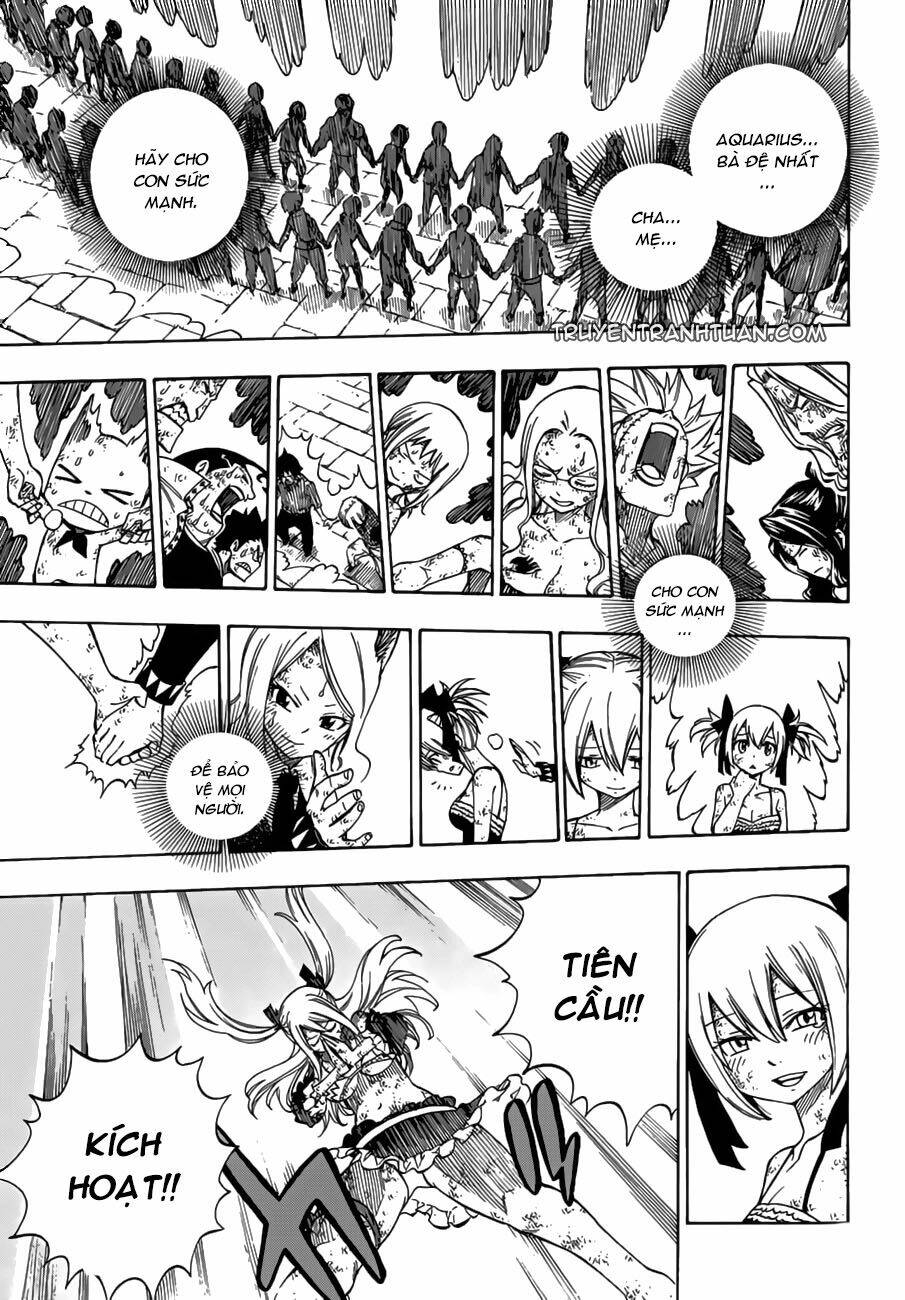 AQUARIUS...
BÀ ĐỆ NHẤT
...
CHA...
MẸ...
HÃY CHO
CON SỨC
MẠNH.
TRUYENTRANHTUAN.COM
CHO CON
SỨC MẠNH
...
ĐỂ BẢO
VỆ MỌI
NGƯỜI.
TIÊN
CẦU!!
KÍCH
HOẠT!!